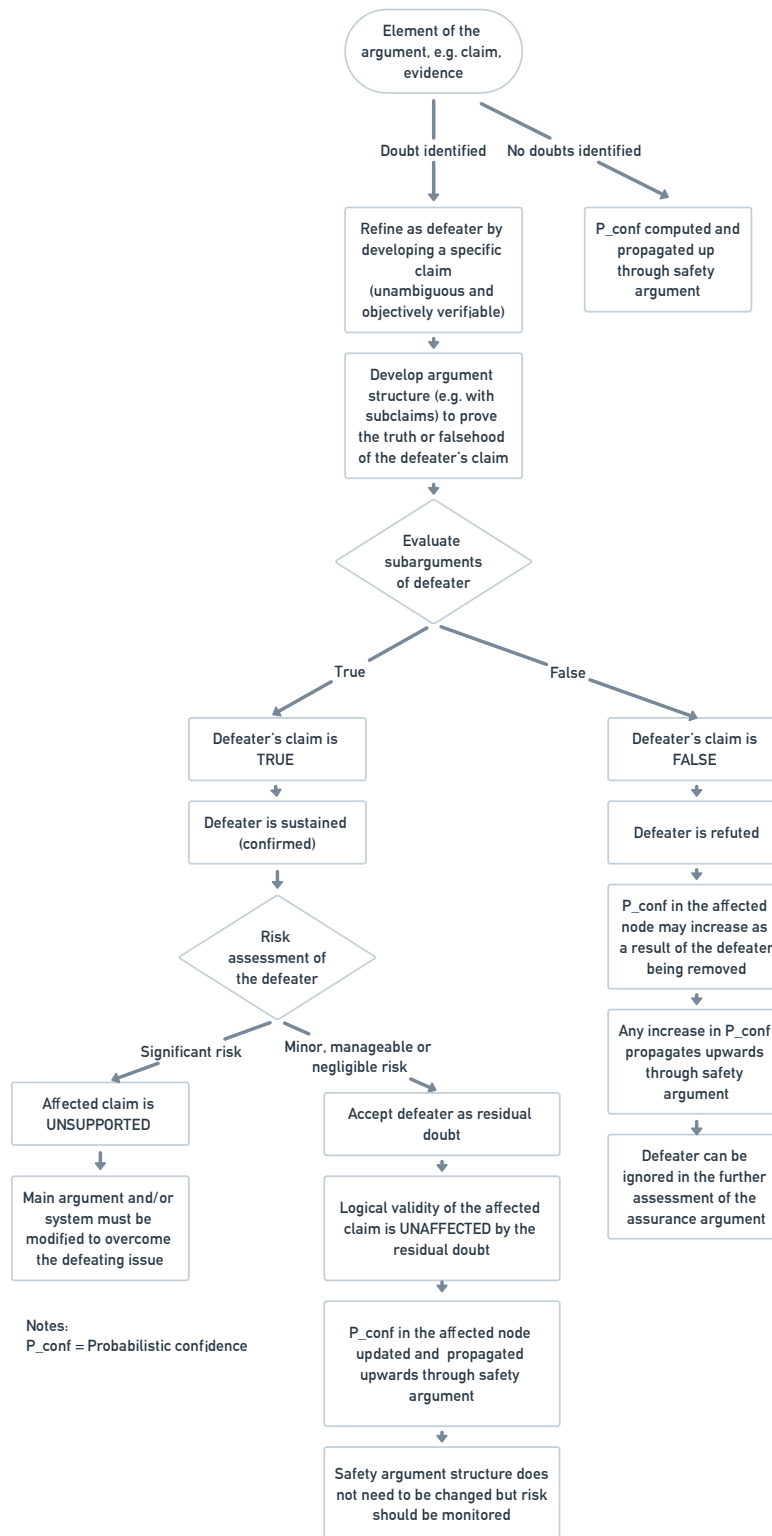 Element of the
argument, e.g. claim,
evidence
Doubt identified
No doubts identified
Refine as defeater by
developing a specific
claim
(unambiguous and
objectively verifiable)
P_conf computed and
propagated up
through safety
argument
Develop argument
structure (e.g. with
subclaims) to prove
the truth or falsehood
of the defeater's claim
Evaluate
subarguments
of defeater
True
False
Defeater's claim is
TRUE
Defeater's claim is
FALSE
Defeater is sustained
(confirmed)
Defeater is refuted
Risk
assessment of
the defeater
P_conf in the affected
node may increase as
a result of the defeater
being removed
Any increase in P_conf
propagates upwards
through safety
argument
Defeater can be
ignored in the further
assessment of the
assurance argument
Significant risk
Minor, manageable or
negligible risk
Affected claim is
UNSUPPORTED
Main argument and/or
system must be
modified to overcome
the defeating issue
Accept defeater as residual
doubt
Logical validity of the affected
claim is UNAFFECTED by the
residual doubt
P_conf in the affected node
updated and propagated
upwards through safety
argument
Safety argument structure does
not need to be changed but risk
should be monitored
Notes:
P_conf = Probabilistic confidence